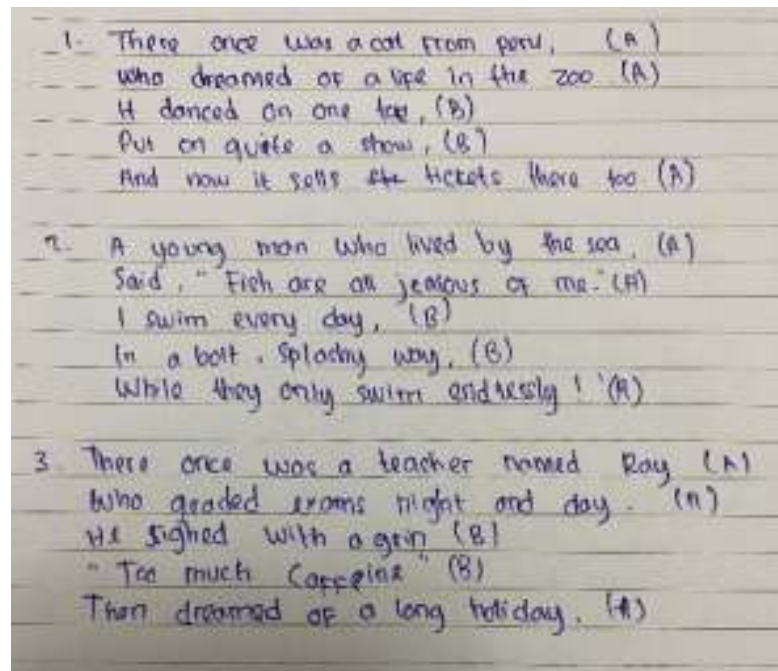 1. There once was a cat from peru, (A)
who dreamed of a life in the zoo (A)
It danced on one toe, (B)
Put on quite a show, (B)
And now it sells tickets there too (A)
2. A young man who lived by the sea, (A)
Said, " Fish are all jealous of me." (A)
I swim every day, (B)
In a bolt, splashy way, (B)
While they only swim endlessly ! ' (A)
3. There once was a teacher named Ray (A)
Who graded exams night and day. (A)
He sighed with a grin (B)
" Too much Caffeine " (B)
Then dreamed of a long holiday. (A)